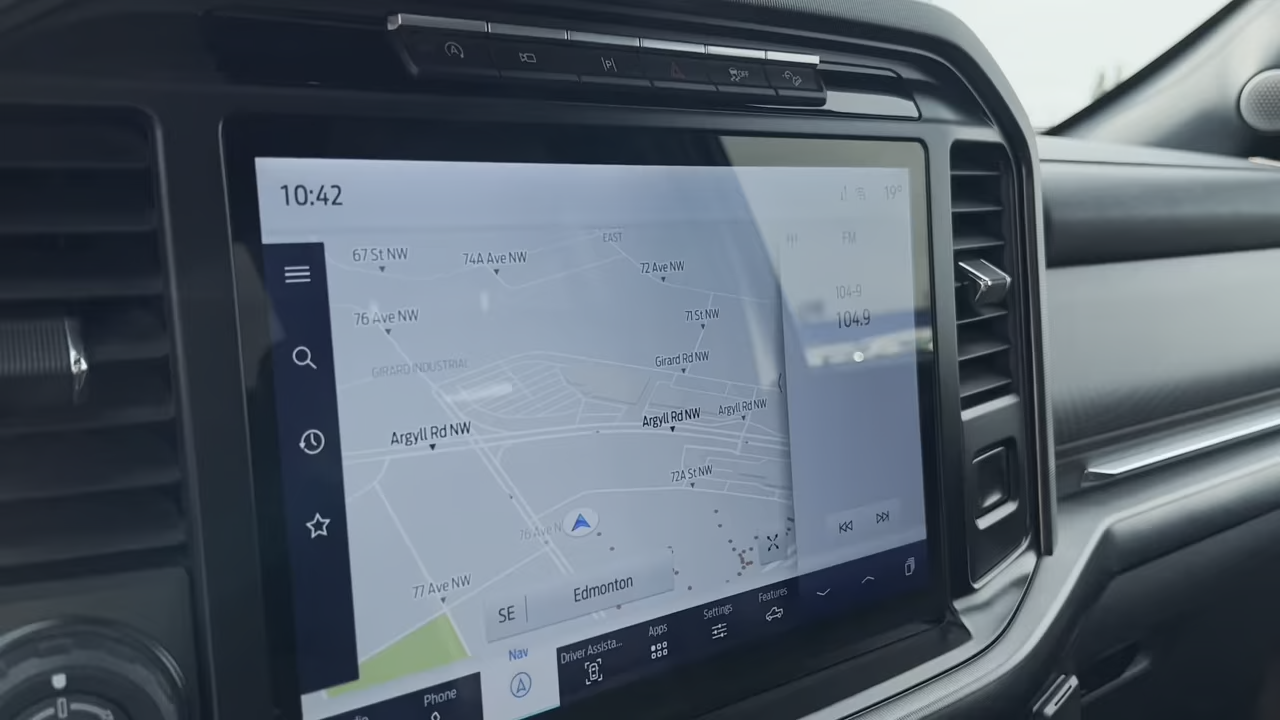 OFF
10:42
19°
EAST
67 St NW
74A Ave NW
72 Ave NW
FM
104-9
104.9
76 Ave NW
71 St NW
GIRARD INDUSTRIAL
Girard Rd NW
Argyll Rd NW
Argyll Rd NW
Argyll Rd NW
72A St NW
76 Ave N
77 Ave NW
SE
Edmonton
Phone
Nav
Driver Assista...
Apps
Settings
Features